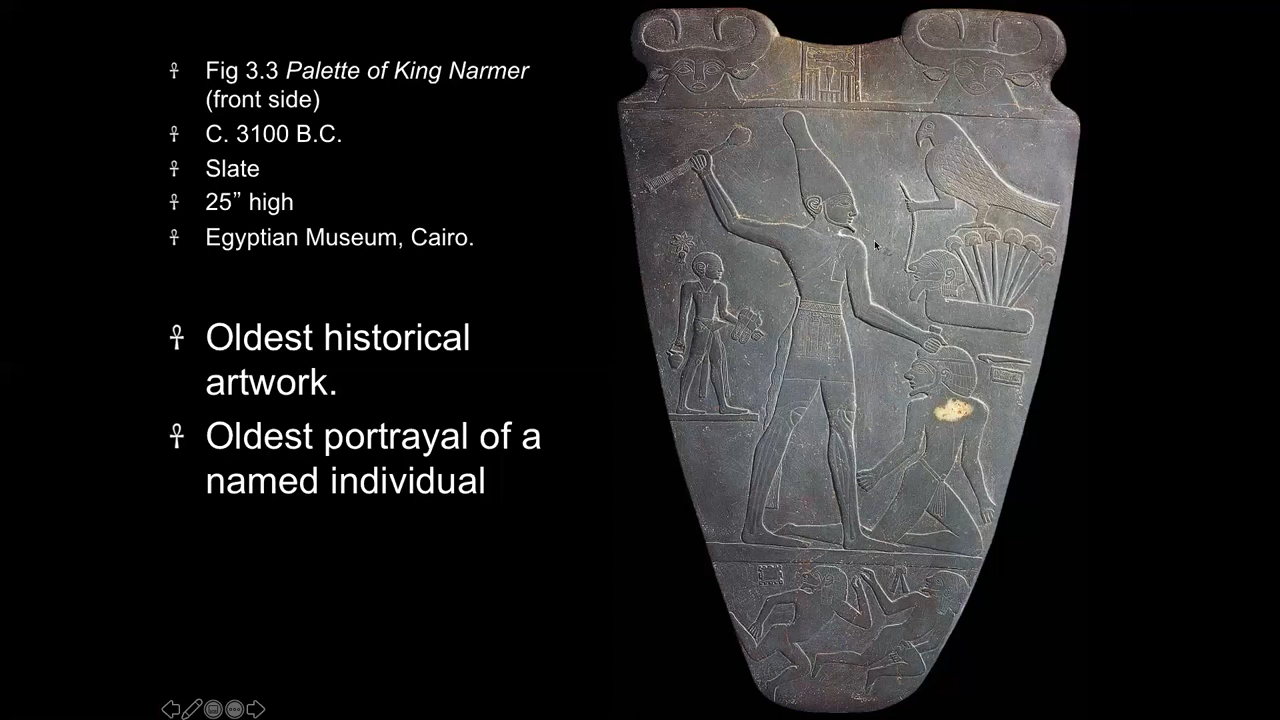 ☥ Fig 3.3 Palette of King Narmer
(front side)
☥ C. 3100 B.C.
☥ Slate
☥ 25” high
☥ Egyptian Museum, Cairo.
☥ Oldest historical
artwork.
☥ Oldest portrayal of a
named individual